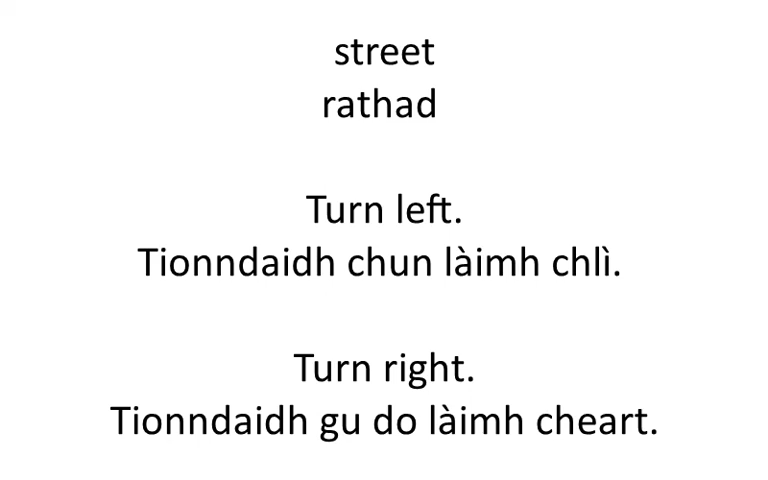 street
rathad
Turn left.
Tionndaidh chun làimh chlì.
Turn right.
Tionndaidh gu do làimh cheart.